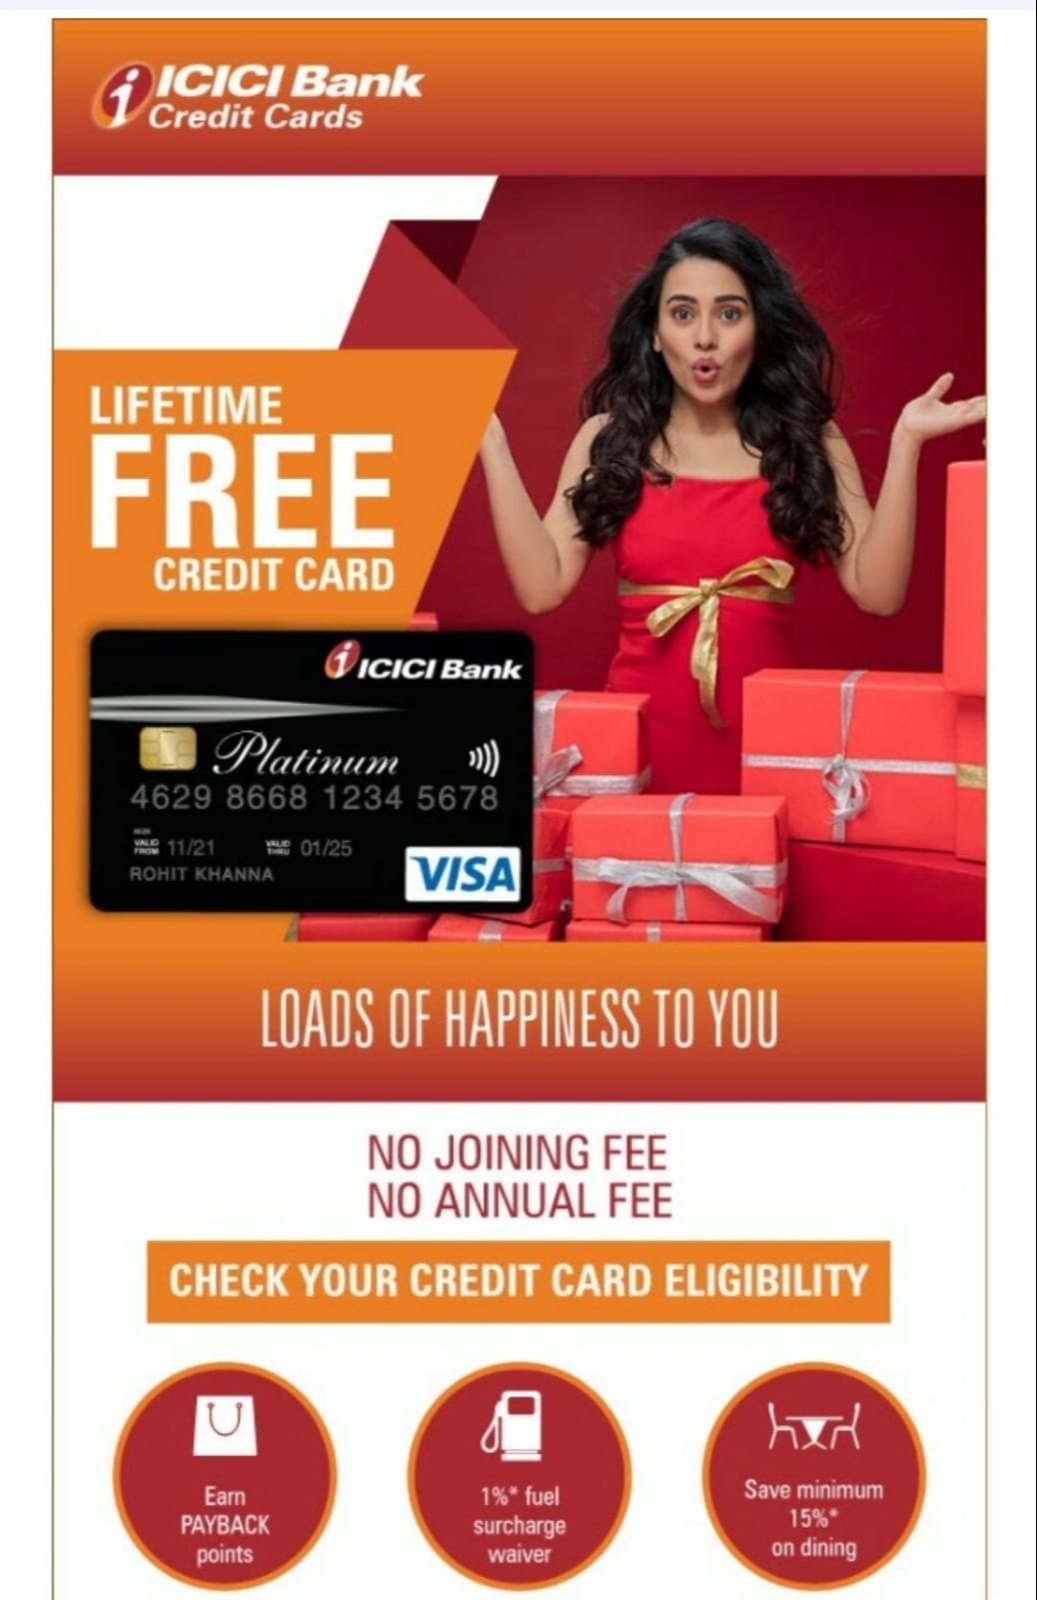 ICICI Bank
Credit Cards
LIFETIME
FREE
CREDIT CARD
ICICI Bank
Platinum
4629 8668 1234 5678
VALID FROM 11/21 VALID THRU 01/25
ROHIT KHANNA
VISA
LOADS OF HAPPINESS TO YOU
NO JOINING FEE
NO ANNUAL FEE
CHECK YOUR CREDIT CARD ELIGIBILITY
Earn
PAYBACK
points
1%* fuel
surcharge
waiver
Save minimum
15%*
on dining